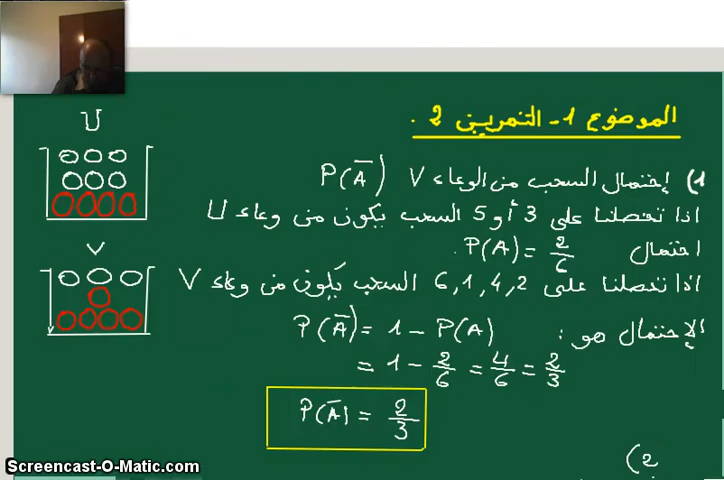 الموضوع 1 - التمرين 2 .
U
1) إحتمال السحب من الوعاء V P(A̅)
اذا تحصلنا على 3 أو 5 السحب يكون من وعاء U
احتمال P(A) = 2/6 .
V
اذا تحصلنا على 2 ,4 ,1 ,6 السحب يكون من وعاء V
الإحتمال هو : P(A̅) = 1 - P(A)
= 1 - 2/6 = 4/6 = 2/3
P(A̅) = 2/3
2)
Screencast-O-Matic.com